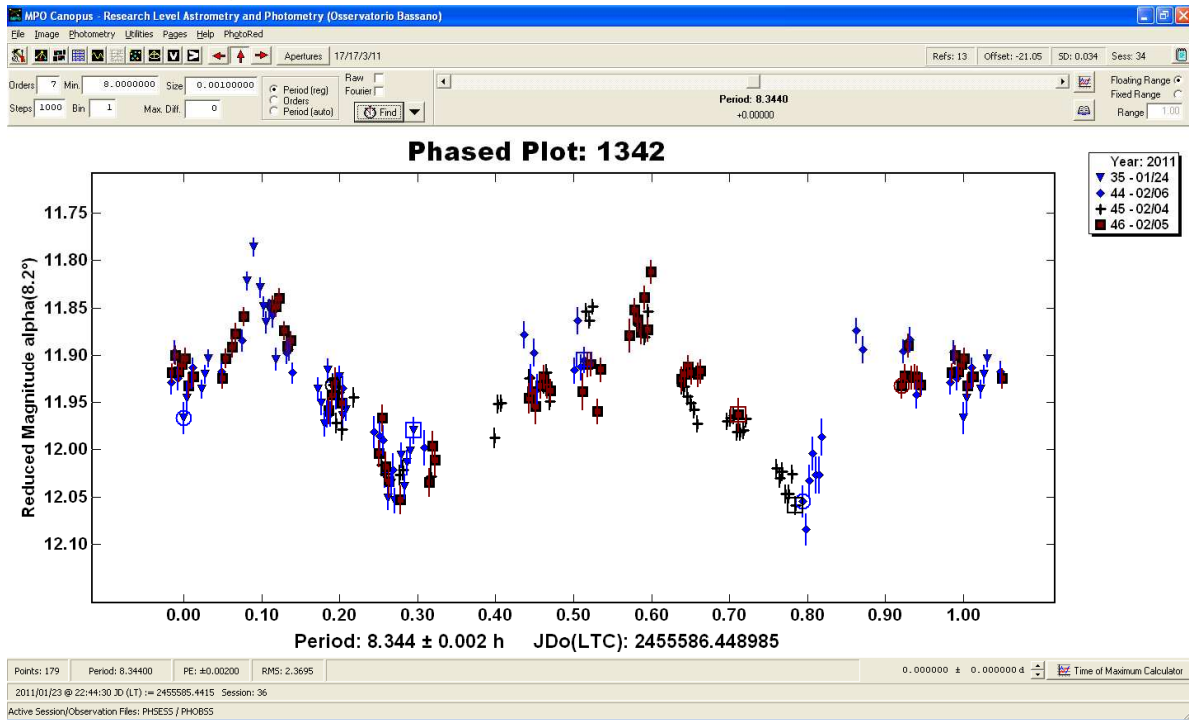 MPO Canopus - Research Level Astrometry and Photometry (Osservatorio Bassano)
File Image Photometry Utilities Pages Help PhotoRed
Apertures 17/17/3/11 Refs: 13 Offset: -21.05 SD: 0.034 Sess: 34
Orders 7 Min. 8.0000000 Size 0.00100000
Steps 1000 Bin 1 Max. Diff. 0
Period (reg)
Orders
Period (auto)
Raw
Fourier
Find
Period: 8.3440
+0.00000
Floating Range
Fixed Range
Range 1.00
Phased Plot: 1342
Year: 2011
35 - 01/24
44 - 02/06
45 - 02/04
46 - 02/05
Reduced Magnitude alpha(8.2°)
11.75
11.80
11.85
11.90
11.95
12.00
12.05
12.10
0.00 0.10 0.20 0.30 0.40 0.50 0.60 0.70 0.80 0.90 1.00
Period: 8.344 ± 0.002 h JDo(LTC): 2455586.448985
Points: 179 Period: 8.34400 PE: ±0.00200 RMS: 2.3695 0.000000 ± 0.000000 d Time of Maximum Calculator
2011/01/23 @ 22:44:30 JD (LT) := 2455585.4415 Session: 36
Active Session/Observation Files: PHSESS / PHOBSS